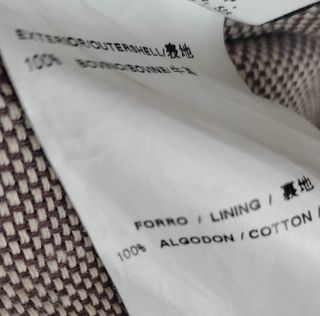 EXTERIOR/OUTERSHELL/表地
100% BOVINO/BOVINE/牛革
FORRO / LINING / 裏地
100% ALGODON / COTTON /